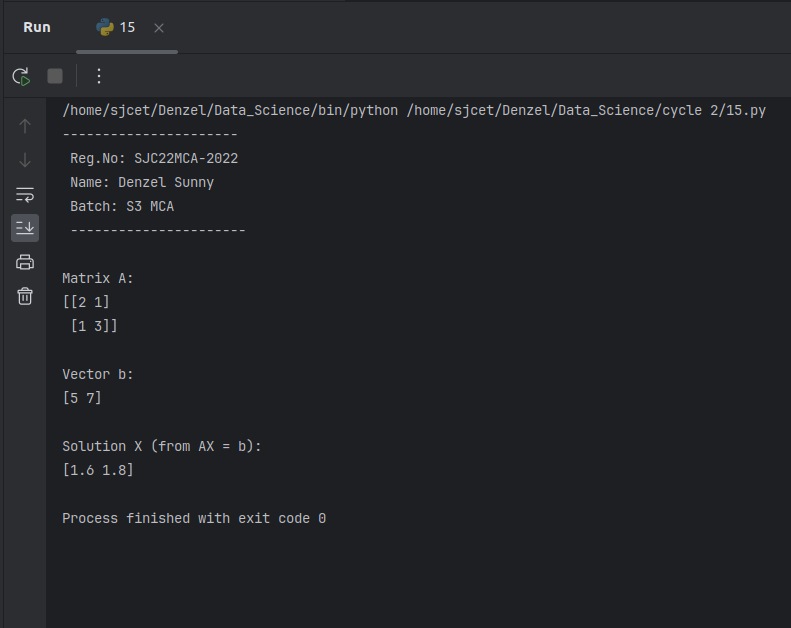 Run
15
/home/sjcet/Denzel/Data_Science/bin/python /home/sjcet/Denzel/Data_Science/cycle 2/15.py
----------------------
 Reg.No: SJC22MCA-2022
 Name: Denzel Sunny
 Batch: S3 MCA
 ----------------------
Matrix A:
[[2 1]
 [1 3]]
Vector b:
[5 7]
Solution X (from AX = b):
[1.6 1.8]
Process finished with exit code 0